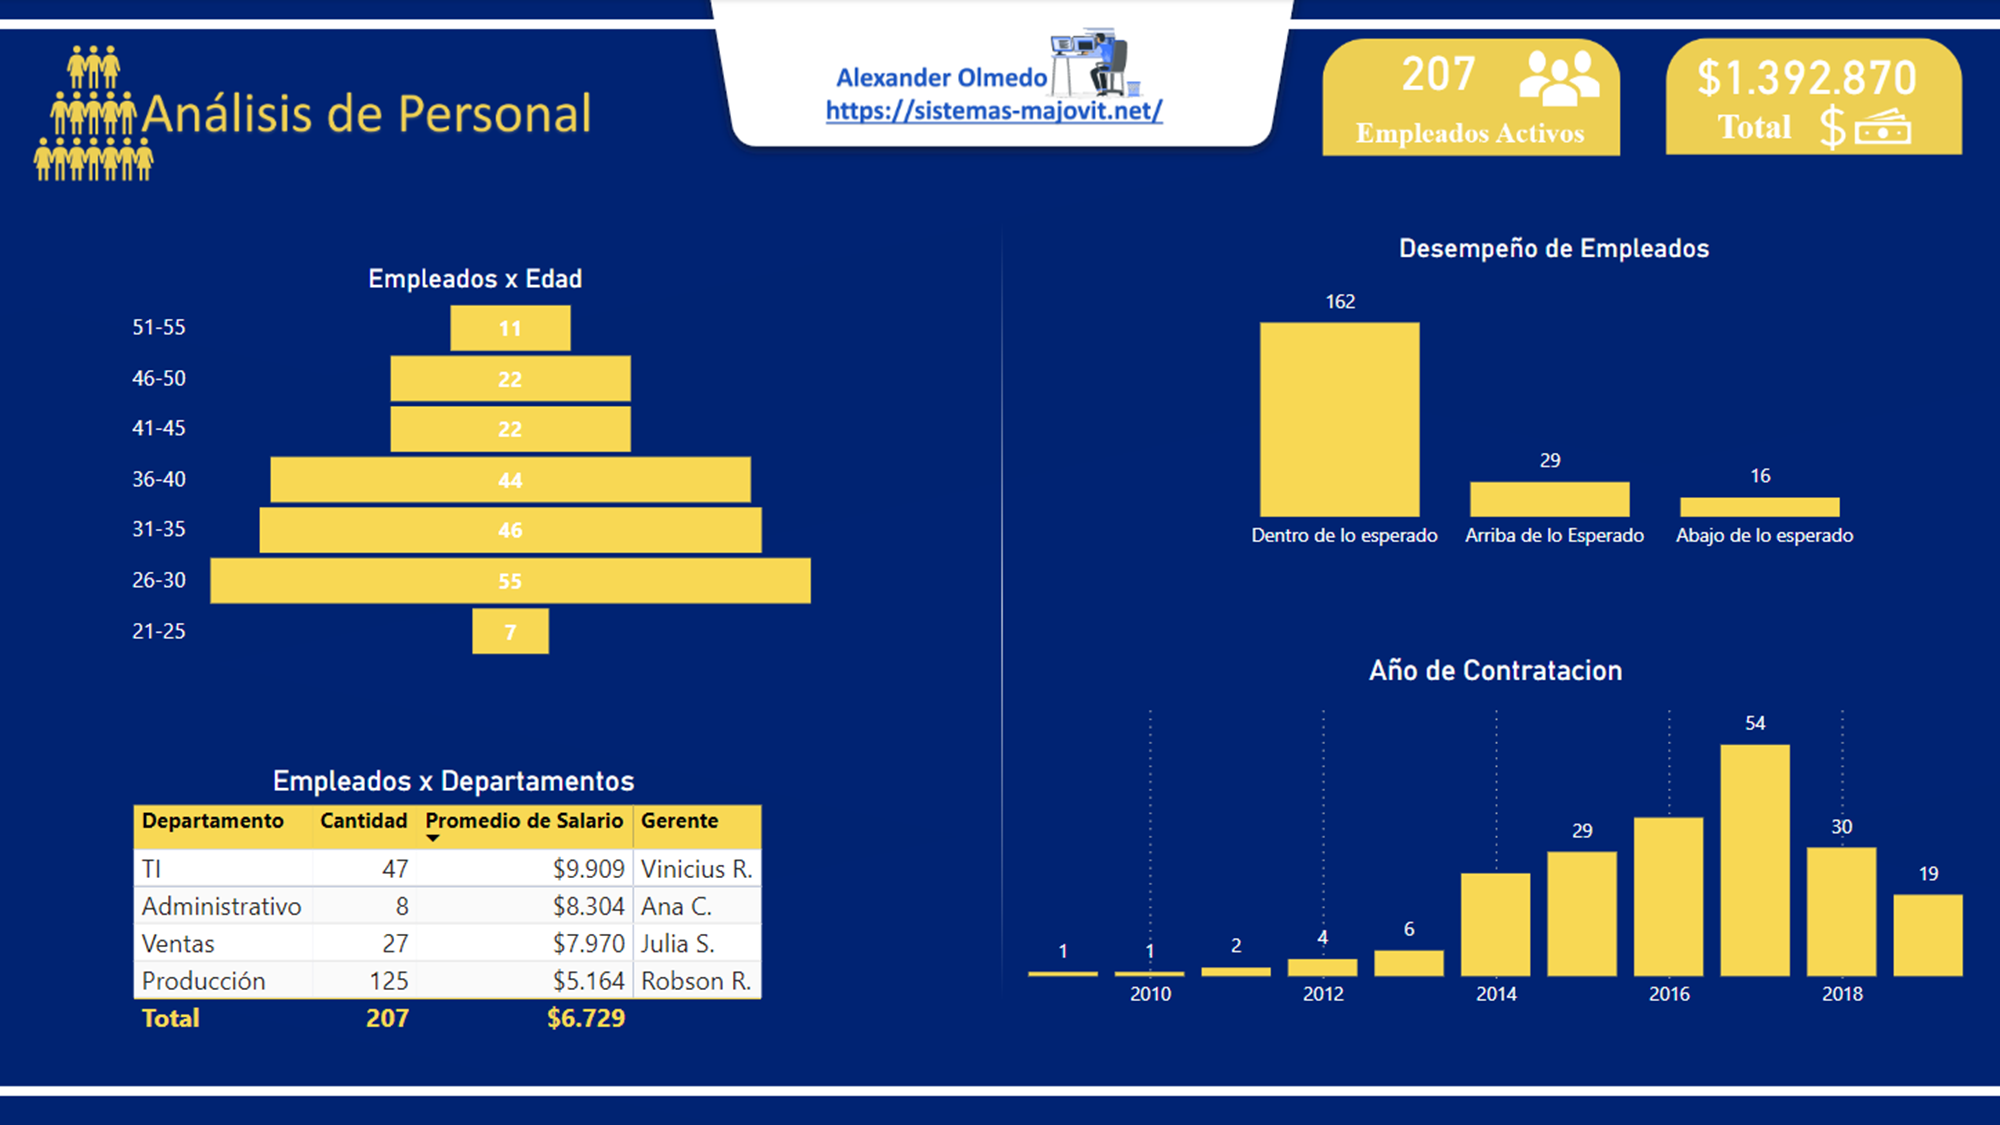 Análisis de Personal
Alexander Olmedo
https://sistemas-majovit.net/
207
Empleados Activos
$1.392.870
Total $
Empleados x Edad
51-55 11
46-50 22
41-45 22
36-40 44
31-35 46
26-30 55
21-25 7
Empleados x Departamentos
Departamento Cantidad Promedio de Salario Gerente
TI 47 $9.909 Vinicius R.
Administrativo 8 $8.304 Ana C.
Ventas 27 $7.970 Julia S.
Producción 125 $5.164 Robson R.
Total 207 $6.729
Desempeño de Empleados
162 29 16
Dentro de lo esperado Arriba de lo Esperado Abajo de lo esperado
Año de Contratacion
1 1 2 4 6 29 54 30 19
2010 2012 2014 2016 2018